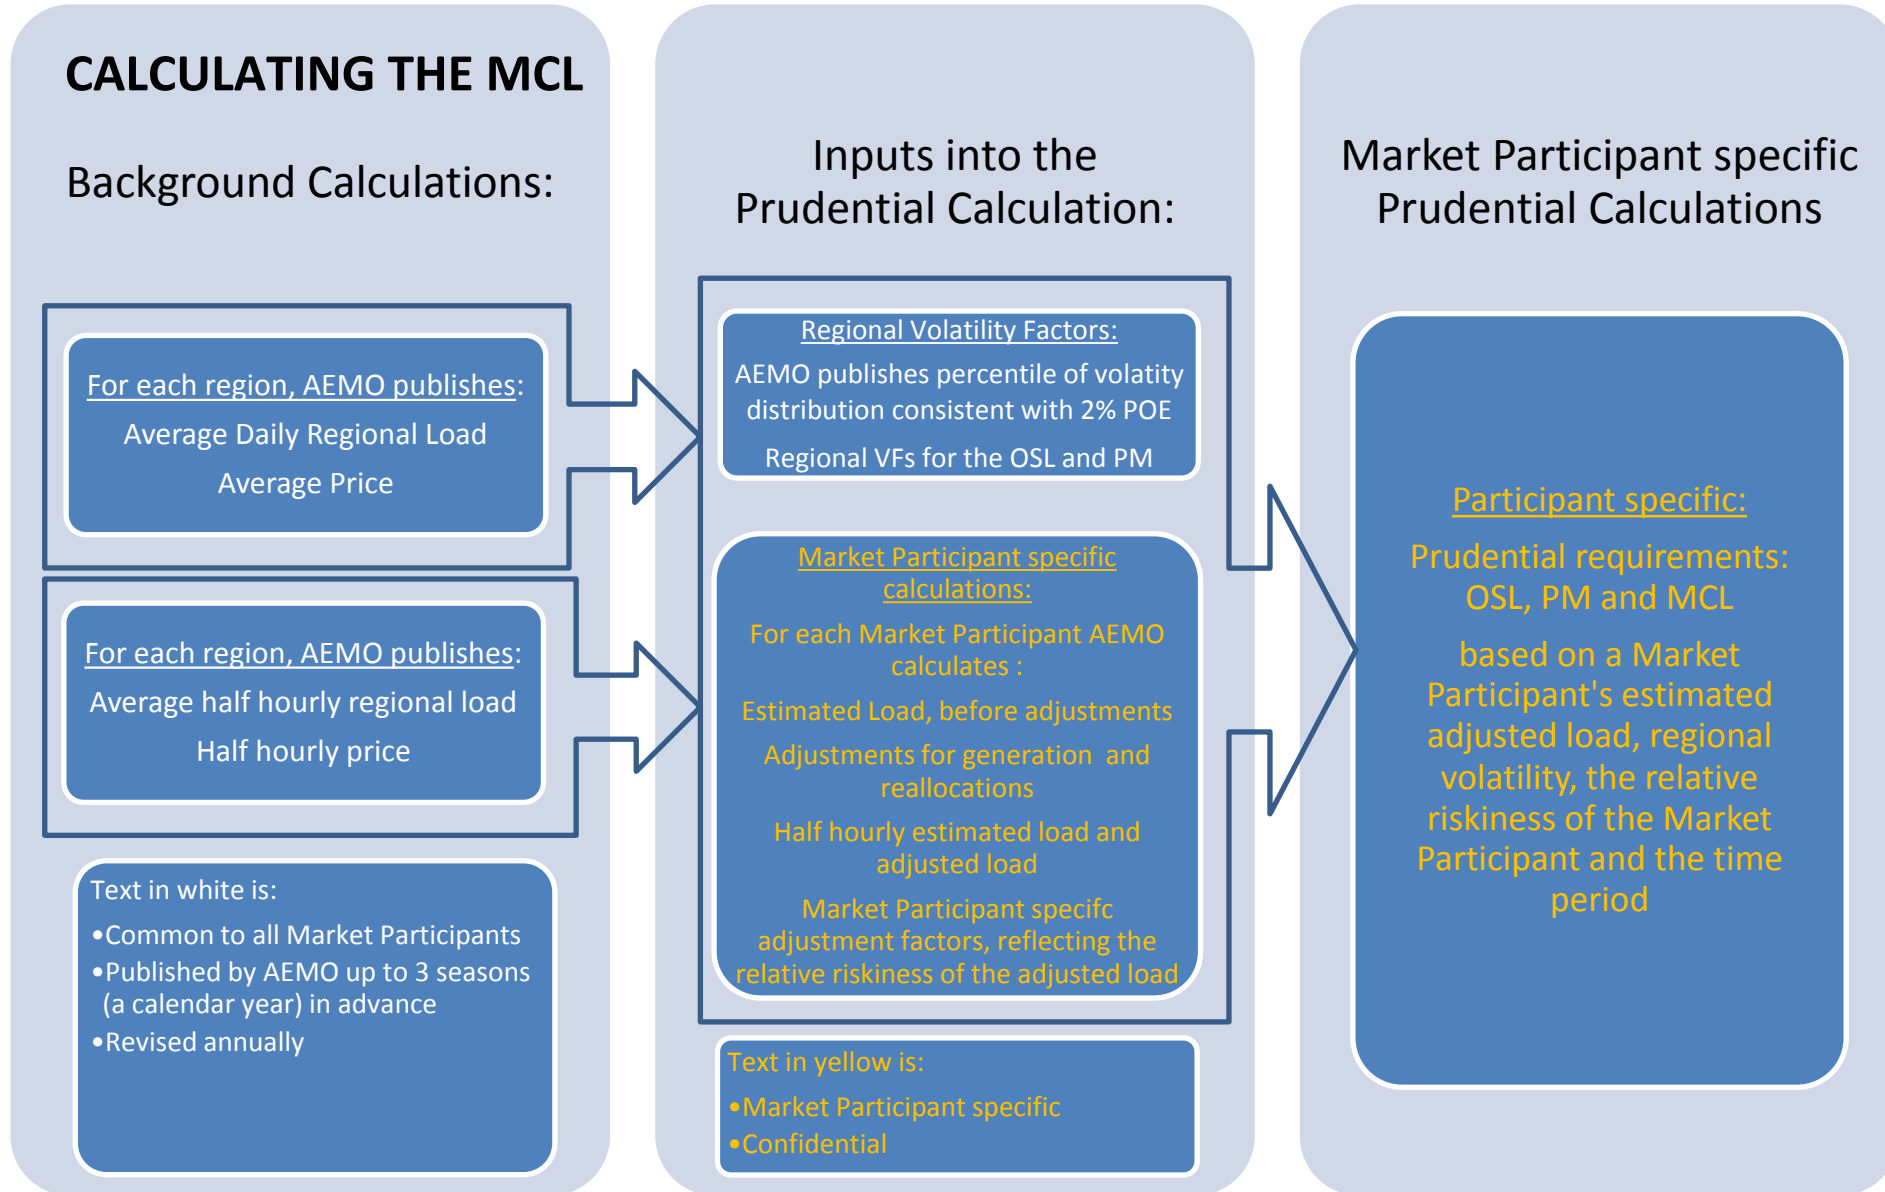 CALCULATING THE MCL
Background Calculations:
For each region, AEMO publishes:
Average Daily Regional Load
Average Price
For each region, AEMO publishes:
Average half hourly regional load
Half hourly price
Text in white is:
•Common to all Market Participants
•Published by AEMO up to 3 seasons
(a calendar year) in advance
•Revised annually
Inputs into the
Prudential Calculation:
Regional Volatility Factors:
AEMO publishes percentile of volatity
distribution consistent with 2% POE
Regional VFs for the OSL and PM
Market Participant specific
calculations:
For each Market Participant AEMO
calculates :
Estimated Load, before adjustments
Adjustments for generation  and
reallocations
Half hourly estimated load and
adjusted load
Market Participant specifc
adjustment factors, reflecting the
relative riskiness of the adjusted load
Text in yellow is:
•Market Participant specific
•Confidential
Market Participant specific
Prudential Calculations
Participant specific:
Prudential requirements:
OSL, PM and MCL
based on a Market
Participant's estimated
adjusted load, regional
volatility, the relative
riskiness of the Market
Participant and the time
period